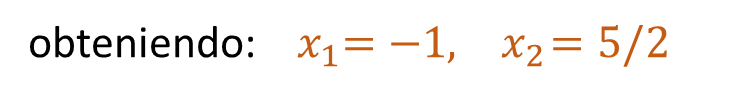 obteniendo: x₁= −1, x₂= 5/2